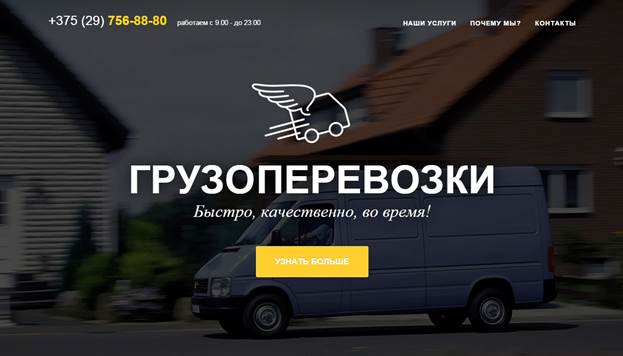 +375 (29) 756-88-80 работаем с 9.00 - до 23.00 НАШИ УСЛУГИ ПОЧЕМУ МЫ? КОНТАКТЫ
ГРУЗОПЕРЕВОЗКИ
Быстро, качественно, во время!
УЗНАТЬ БОЛЬШЕ